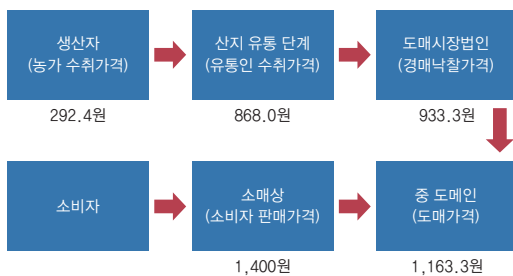 생산자
(농가 수취가격)
산지 유통 단계
(유통인 수취가격)
도매시장법인
(경매낙찰가격)
292.4원
868.0원
933.3원
소비자
소매상
(소비자 판매가격)
중 도메인
(도매가격)
1,400원
1,163.3원